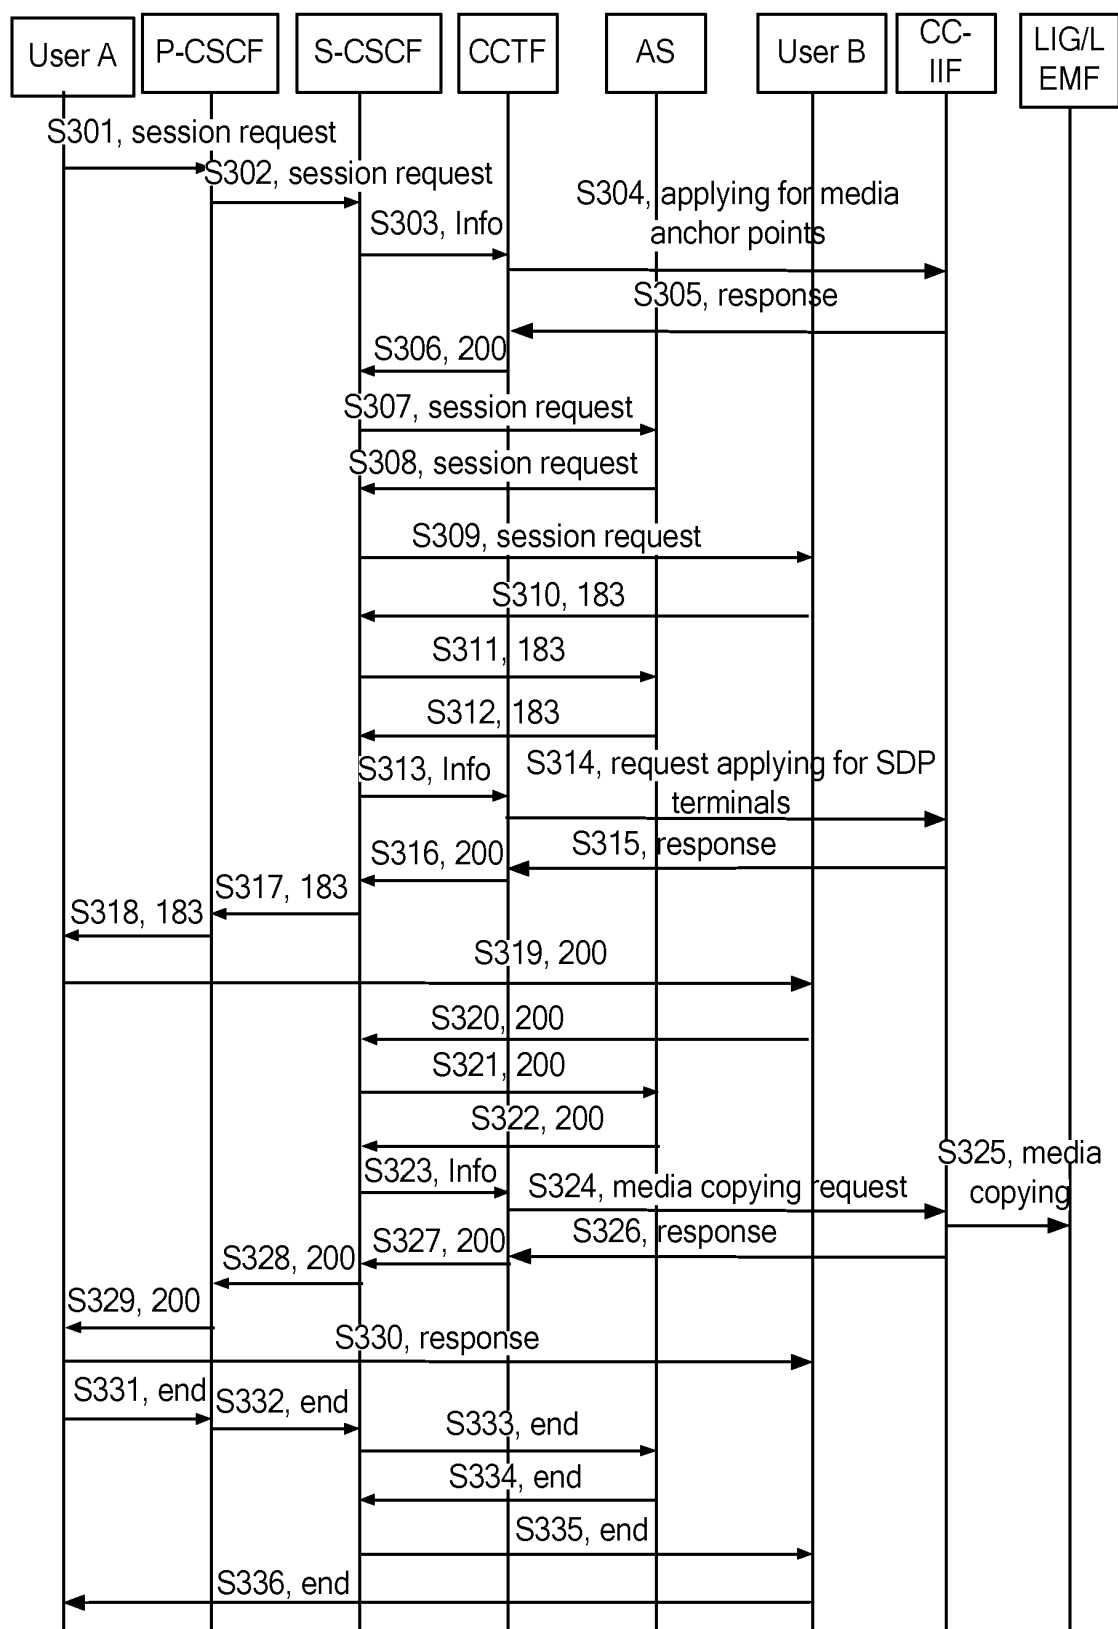 User A
P-CSCF
S-CSCF
CCTF
AS
User B
CC-
IIF
LIG/L
EMF
S301, session request
S302, session request
S303, Info
S304, applying for media
anchor points
S305, response
S306, 200
S307, session request
S308, session request
S309, session request
S310, 183
S311, 183
S312, 183
S313, Info
S314, request applying for SDP
terminals
S315, response
S316, 200
S317, 183
S318, 183
S319, 200
S320, 200
S321, 200
S322, 200
S323, Info
S324, media copying request
S325, media
copying
S326, response
S327, 200
S328, 200
S329, 200
S330, response
S331, end
S332, end
S333, end
S334, end
S335, end
S336, end